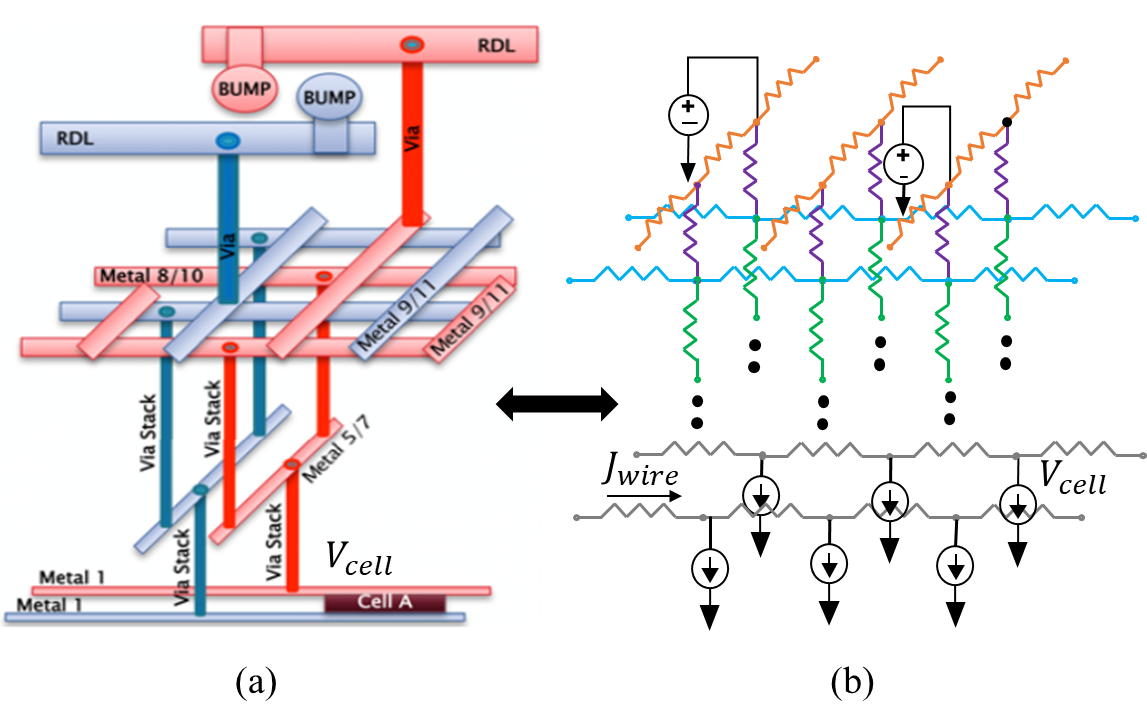 RDL
BUMP
BUMP
RDL
Via
Via
Metal 8/10
Metal 9/11
Metal 9/11
Via Stack
Via Stack
Metal 5/7
Via Stack
Via Stack
V_cell
Metal 1
Metal 1
Cell A
(a)
+
−
+
−
J_wire
V_cell
(b)